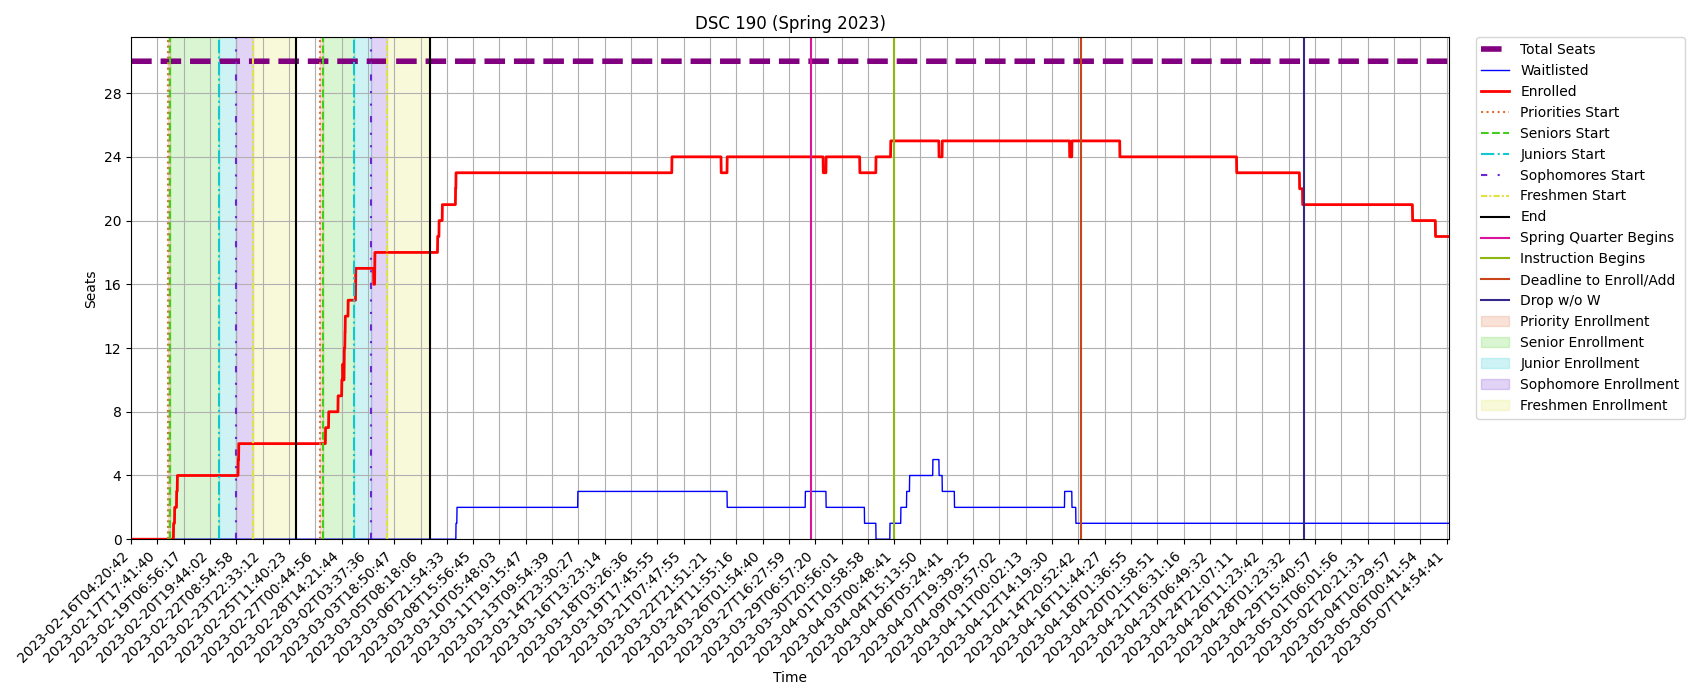 DSC 190 (Spring 2023)
Seats
28
24
20
16
12
8
4
0
2023-02-16T04:20:42
2023-02-17T17:41:40
2023-02-19T06:56:17
2023-02-20T19:44:02
2023-02-22T08:54:58
2023-02-23T22:33:12
2023-02-25T11:40:23
2023-02-27T00:44:56
2023-02-28T14:21:44
2023-03-02T03:37:36
2023-03-03T18:50:47
2023-03-05T08:18:06
2023-03-06T21:54:33
2023-03-08T15:56:45
2023-03-10T05:48:03
2023-03-11T19:15:47
2023-03-13T09:54:39
2023-03-14T23:30:27
2023-03-16T13:23:14
2023-03-18T03:26:36
2023-03-19T17:45:55
2023-03-21T07:47:55
2023-03-22T21:51:21
2023-03-24T11:55:16
2023-03-26T01:54:40
2023-03-27T16:27:59
2023-03-29T06:57:20
2023-03-30T20:56:01
2023-04-01T10:58:58
2023-04-03T00:48:41
2023-04-04T15:13:50
2023-04-06T05:24:41
2023-04-07T19:39:25
2023-04-09T09:57:02
2023-04-11T00:02:13
2023-04-12T14:19:30
2023-04-14T20:52:42
2023-04-16T11:44:27
2023-04-18T01:36:55
2023-04-20T01:58:51
2023-04-21T16:31:16
2023-04-23T06:49:32
2023-04-24T21:07:11
2023-04-26T11:23:42
2023-04-28T01:23:32
2023-04-29T15:40:57
2023-05-01T06:01:56
2023-05-02T20:21:31
2023-05-04T10:29:57
2023-05-06T00:41:54
2023-05-07T14:54:41
Time
Total Seats
Waitlisted
Enrolled
Priorities Start
Seniors Start
Juniors Start
Sophomores Start
Freshmen Start
End
Spring Quarter Begins
Instruction Begins
Deadline to Enroll/Add
Drop w/o W
Priority Enrollment
Senior Enrollment
Junior Enrollment
Sophomore Enrollment
Freshmen Enrollment